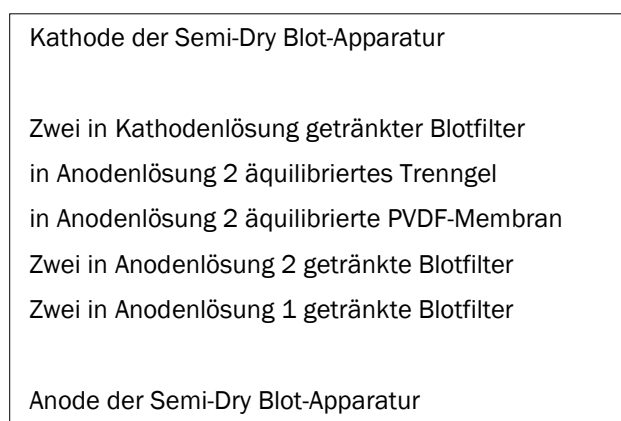 Kathode der Semi-Dry Blot-Apparatur
Zwei in Kathodenlösung getränkter Blotfilter
in Anodenlösung 2 äquilibriertes Trenngel
in Anodenlösung 2 äquilibrierte PVDF-Membran
Zwei in Anodenlösung 2 getränkte Blotfilter
Zwei in Anodenlösung 1 getränkte Blotfilter
Anode der Semi-Dry Blot-Apparatur